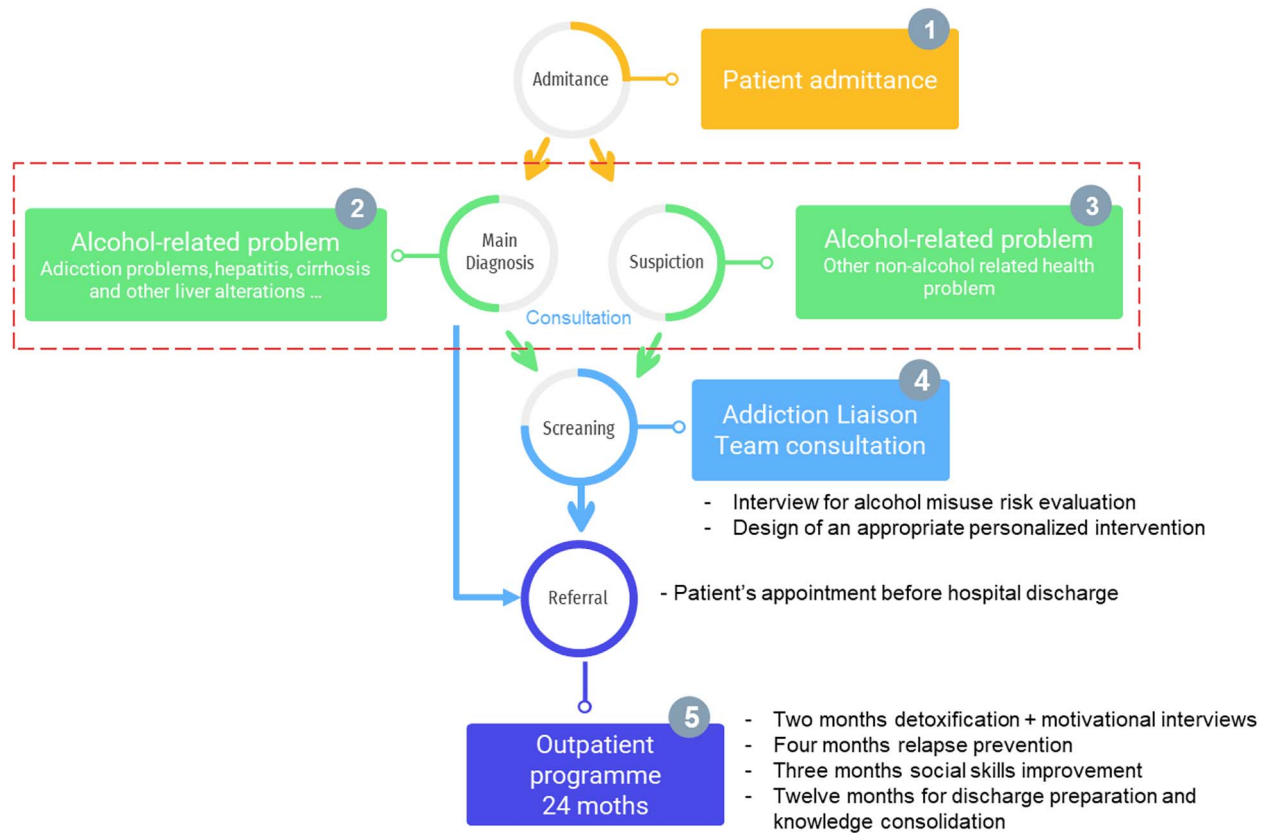 1
Admitance
Patient admittance
2
Alcohol-related problem
Adicction problems, hepatitis, cirrhosis
and other liver alterations ...
Main
Diagnosis
Suspiction
3
Alcohol-related problem
Other non-alcohol related health
problem
Consultation
4
Screaning
Addiction Liaison
Team consultation
- Interview for alcohol misuse risk evaluation
- Design of an appropriate personalized intervention
Referral
- Patient’s appointment before hospital discharge
5
Outpatient
programme
24 moths
- Two months detoxification + motivational interviews
- Four months relapse prevention
- Three months social skills improvement
- Twelve months for discharge preparation and
knowledge consolidation